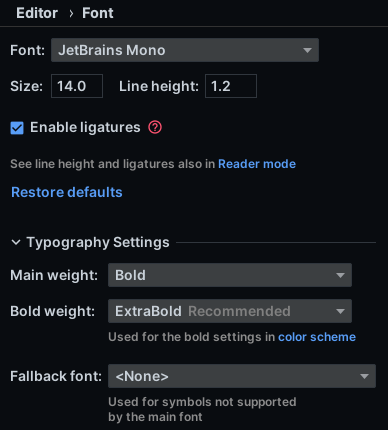 Editor › Font
Font: JetBrains Mono
Size: 14.0 Line height: 1.2
Enable ligatures ?
See line height and ligatures also in Reader mode
Restore defaults
Typography Settings
Main weight: Bold
Bold weight: ExtraBold Recommended
Used for the bold settings in color scheme
Fallback font: <None>
Used for symbols not supported
by the main font